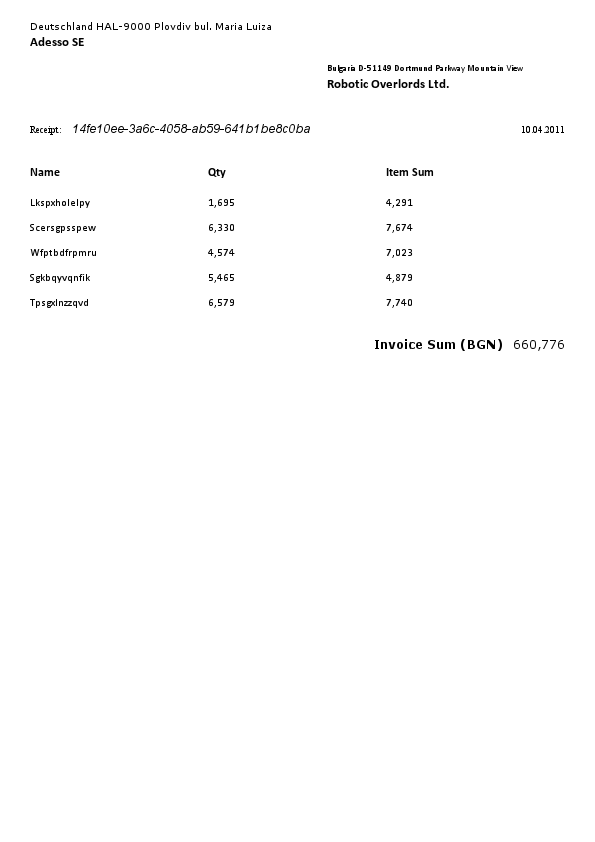 Deutschland HAL-9000 Plovdiv bul. Maria Luiza
Adesso SE
Bulgaria D-51149 Dortmund Parkway Mountain View
Robotic Overlords Ltd.
Receipt: 14fe10ee-3a6c-4058-ab59-641b1be8c0ba 10.04.2011
Name Qty Item Sum
Lkspxholelpy 1,695 4,291
Scersgpsspew 6,330 7,674
Wfptbdfrpmru 4,574 7,023
Sgkbqyvqnfik 5,465 4,879
Tpsgxlnzzqvd 6,579 7,740
Invoice Sum (BGN) 660,776